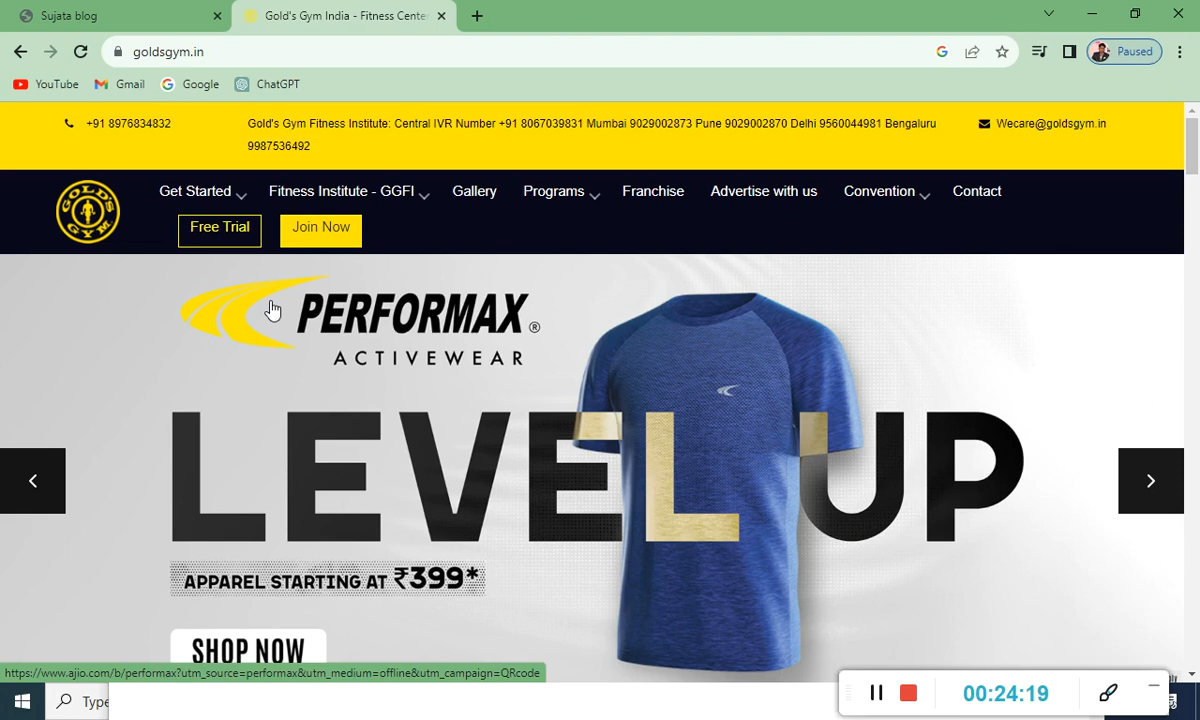 Sujata blog
Gold's Gym India - Fitness Cente
goldsgym.in
Paused
YouTube
Gmail
Google
ChatGPT
+91 8976834832
Gold's Gym Fitness Institute: Central IVR Number +91 8067039831 Mumbai 9029002873 Pune 9029002870 Delhi 9560044981 Bengaluru
9987536492
Wecare@goldsgym.in
GOLD'S GYM
Get Started
Fitness Institute - GGFI
Gallery
Programs
Franchise
Advertise with us
Convention
Contact
Free Trial
Join Now
PERFORMAX®
ACTIVEWEAR
LEVEL UP
APPAREL STARTING AT ₹399*
SHOP NOW
https://www.ajio.com/b/performax?utm_source=performax&utm_medium=offline&utm_campaign=QRcode
Type
00:24:19